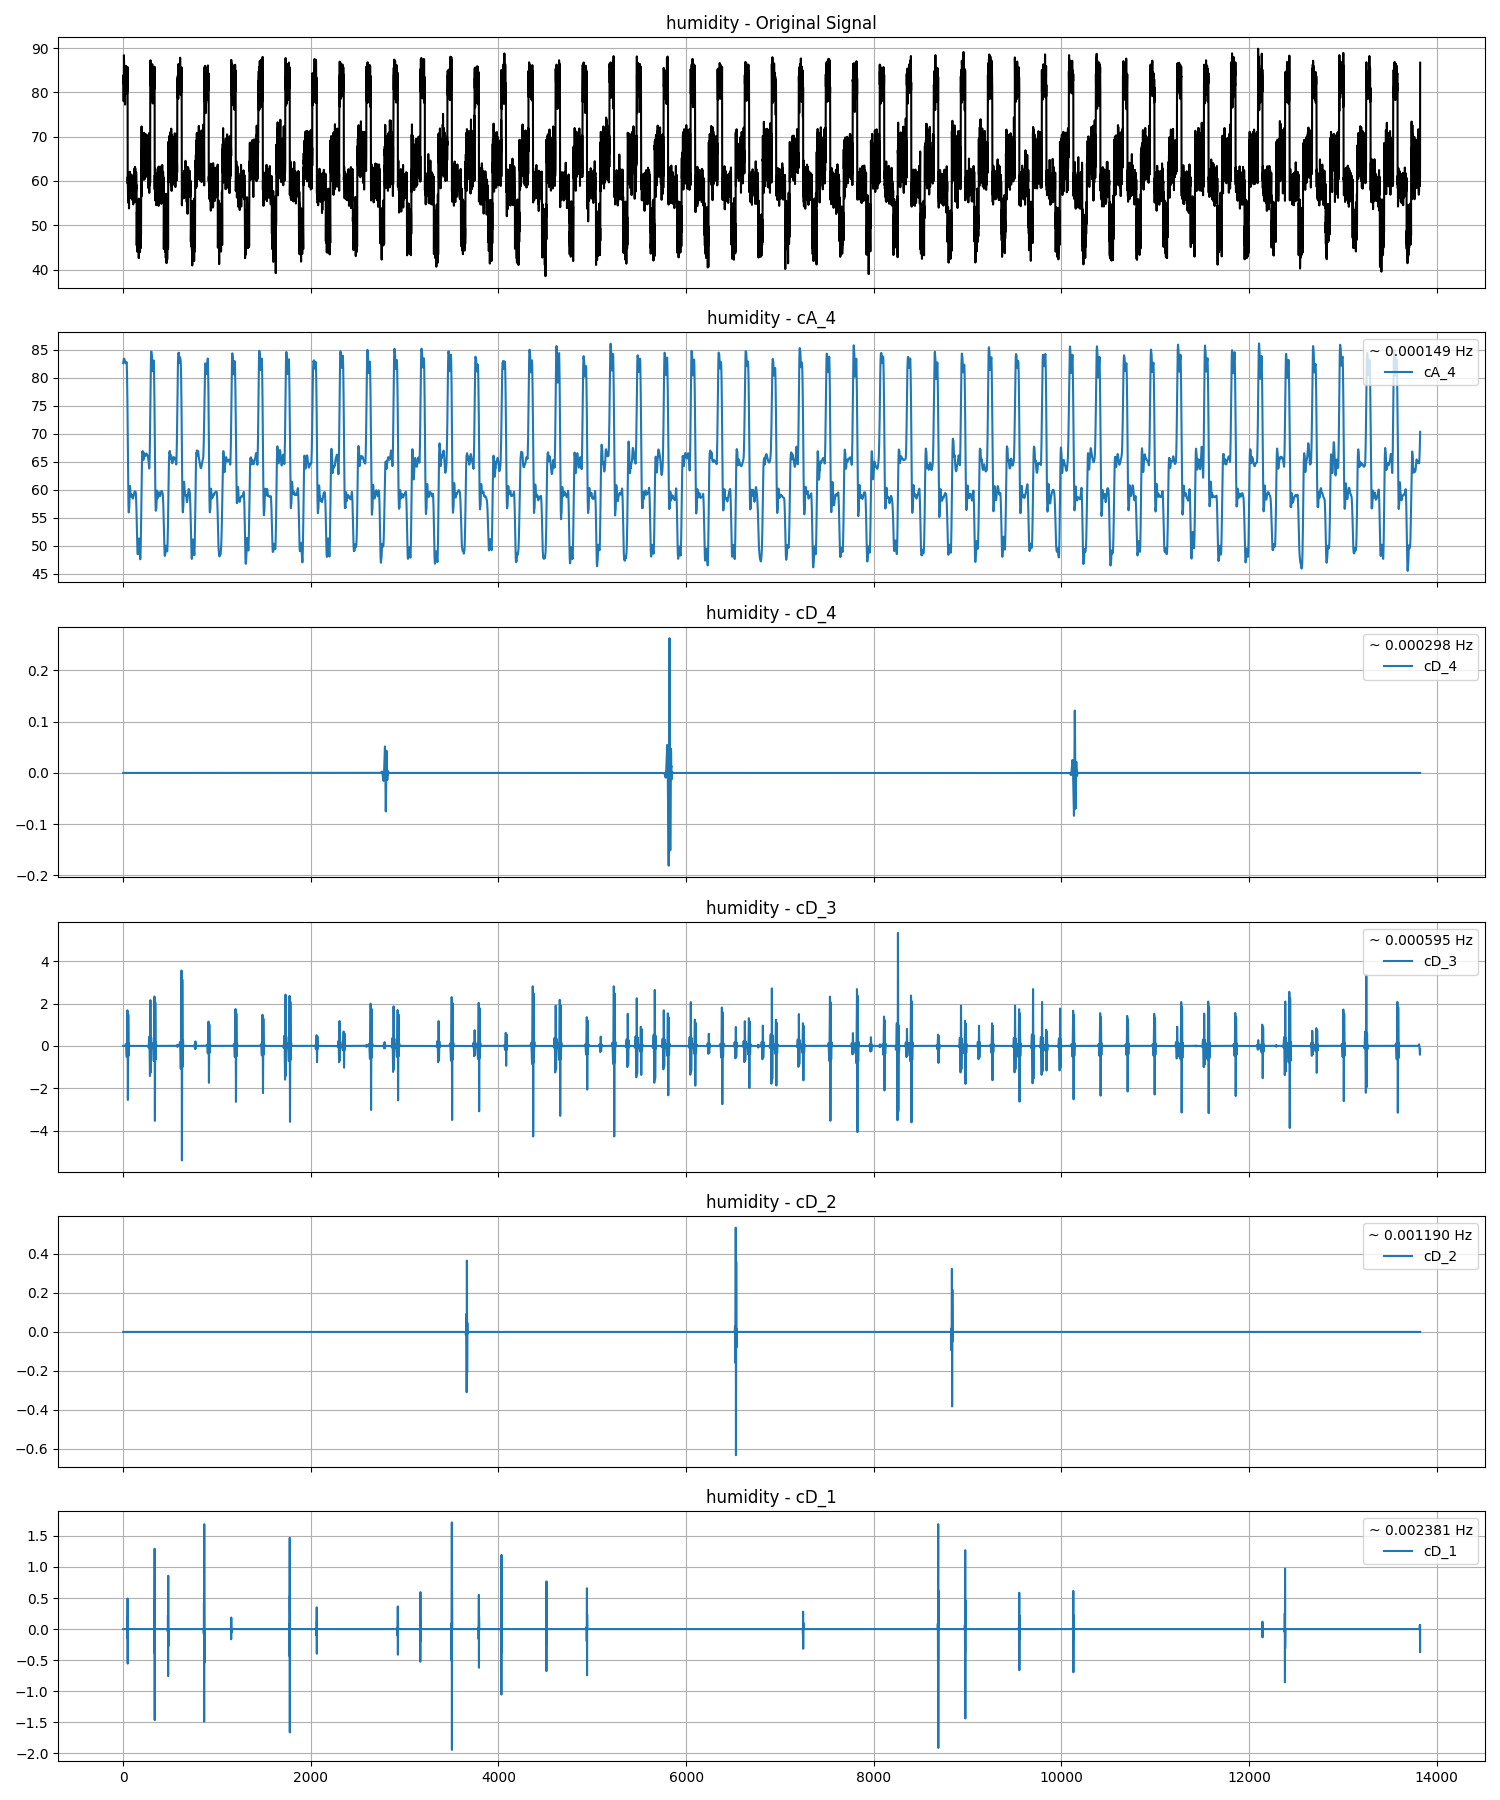 humidity - Original Signal
90
80
70
60
50
40
humidity - cA_4
85
80
75
70
65
60
55
50
45
~ 0.000149 Hz
cA_4
humidity - cD_4
0.2
0.1
0.0
−0.1
−0.2
~ 0.000298 Hz
cD_4
humidity - cD_3
4
2
0
−2
−4
~ 0.000595 Hz
cD_3
humidity - cD_2
0.4
0.2
0.0
−0.2
−0.4
−0.6
~ 0.001190 Hz
cD_2
humidity - cD_1
1.5
1.0
0.5
0.0
−0.5
−1.0
−1.5
−2.0
~ 0.002381 Hz
cD_1
0 2000 4000 6000 8000 10000 12000 14000